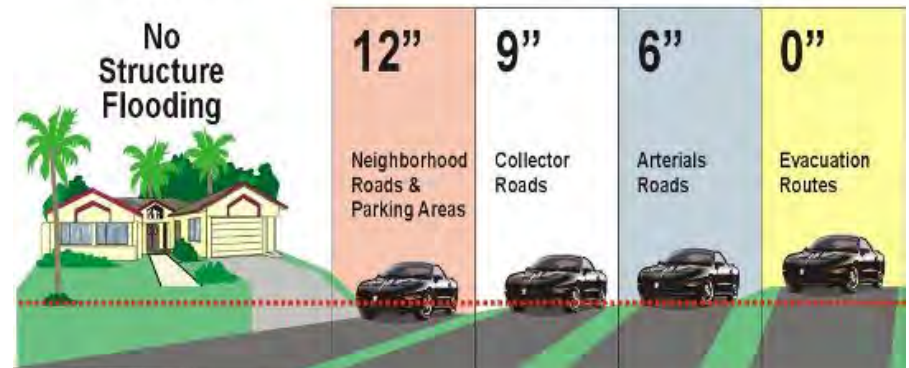 No
Structure
Flooding
12”
Neighborhood
Roads &
Parking Areas
9”
Collector
Roads
6”
Arterials
Roads
0”
Evacuation
Routes